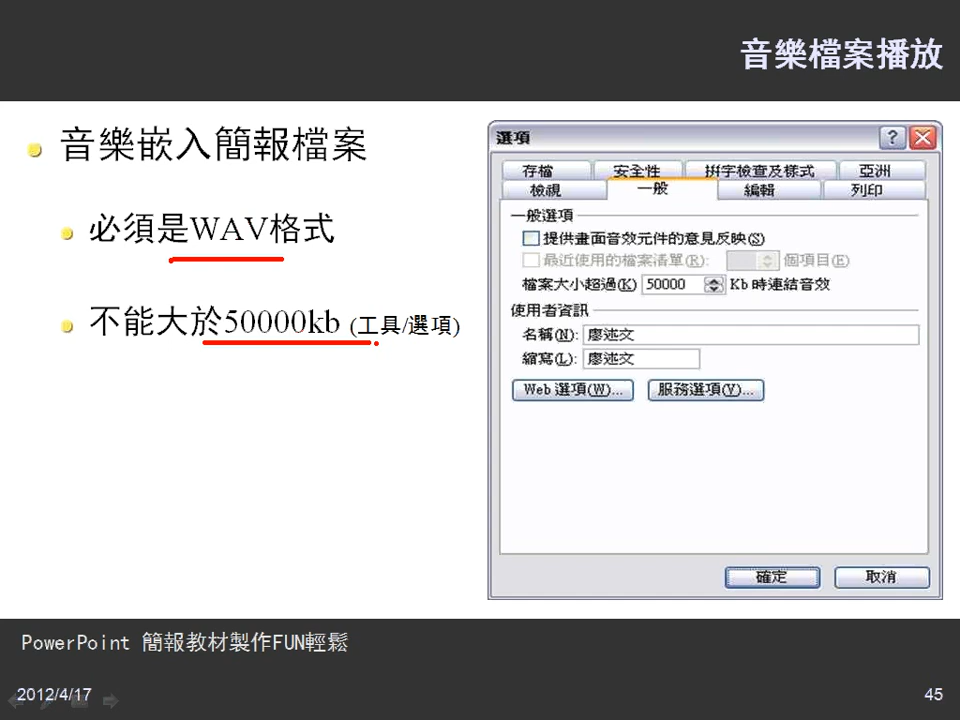 音樂檔案播放
音樂嵌入簡報檔案
必須是WAV格式
不能大於50000kb (工具/選項)
選項
存檔 安全性 拼字檢查及樣式 亞洲
檢視 一般 編輯 列印
一般選項
提供畫面音效元件的意見反映(S)
最近使用的檔案清單(R): 個項目(E)
檔案大小超過(K) 50000 Kb 時連結音效
使用者資訊
名稱(N): 廖述文
縮寫(L): 廖述文
Web 選項(W)... 服務選項(V)...
確定 取消
PowerPoint 簡報教材製作FUN輕鬆
2012/4/17 45